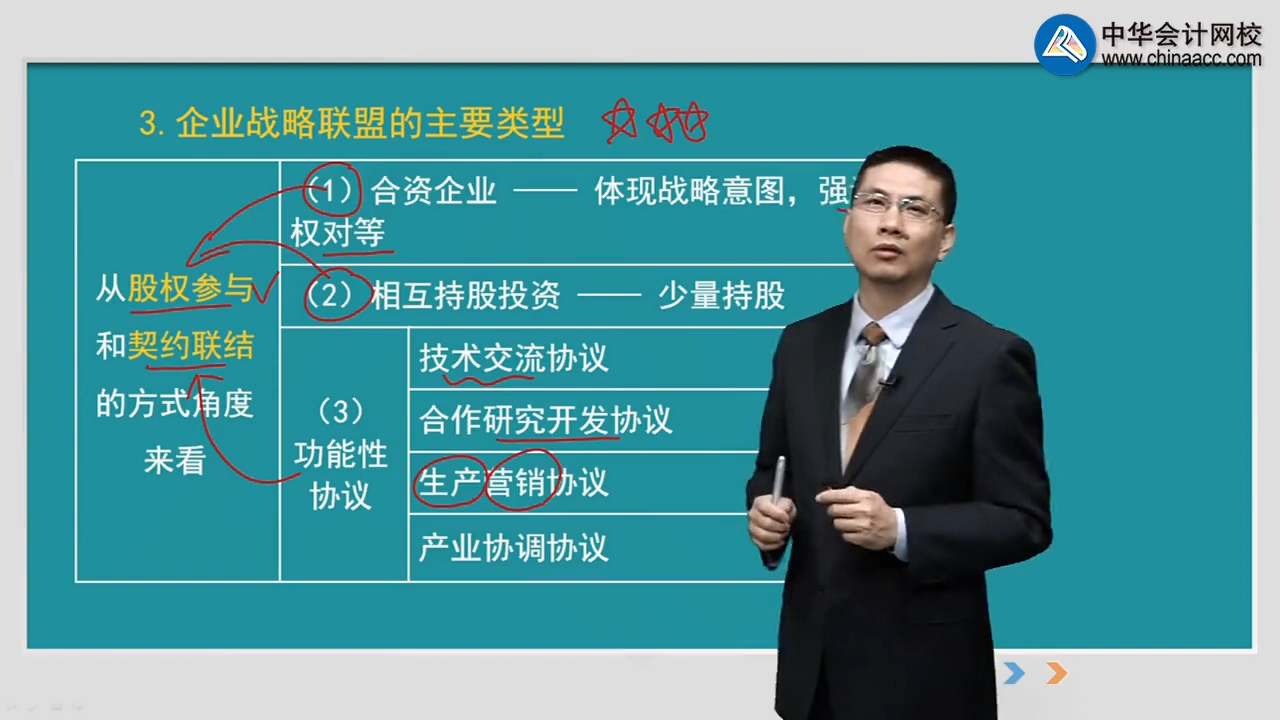 中华会计网校
www.chinaacc.com
3.企业战略联盟的主要类型
从股权参与
和契约联结
的方式角度
来看
（1）合资企业 —— 体现战略意图，强
权对等
（2）相互持股投资 —— 少量持股
（3）
功能性
协议
技术交流协议
合作研究开发协议
生产营销协议
产业协调协议